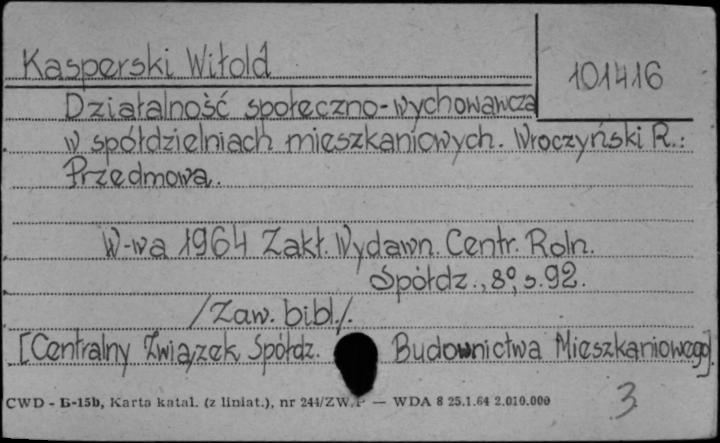 Kasperski Witold
101416
Działalność społeczno-wychowawcza
w spółdzielniach mieszkaniowych. Wroczyński R.:
Przedmowa.
W-wa 1964 Zakł. Wydawn. Centr. Roln.
Spółdz., 8°, s. 92.
/Zaw. bibl./.
[Centralny Związek Spółdz. Budownictwa Mieszkaniowego].
CWD - B-15b, Karta katal. (z liniat.), nr 244/ZW/P — WDA 8 25.1.64 2.010.000
3